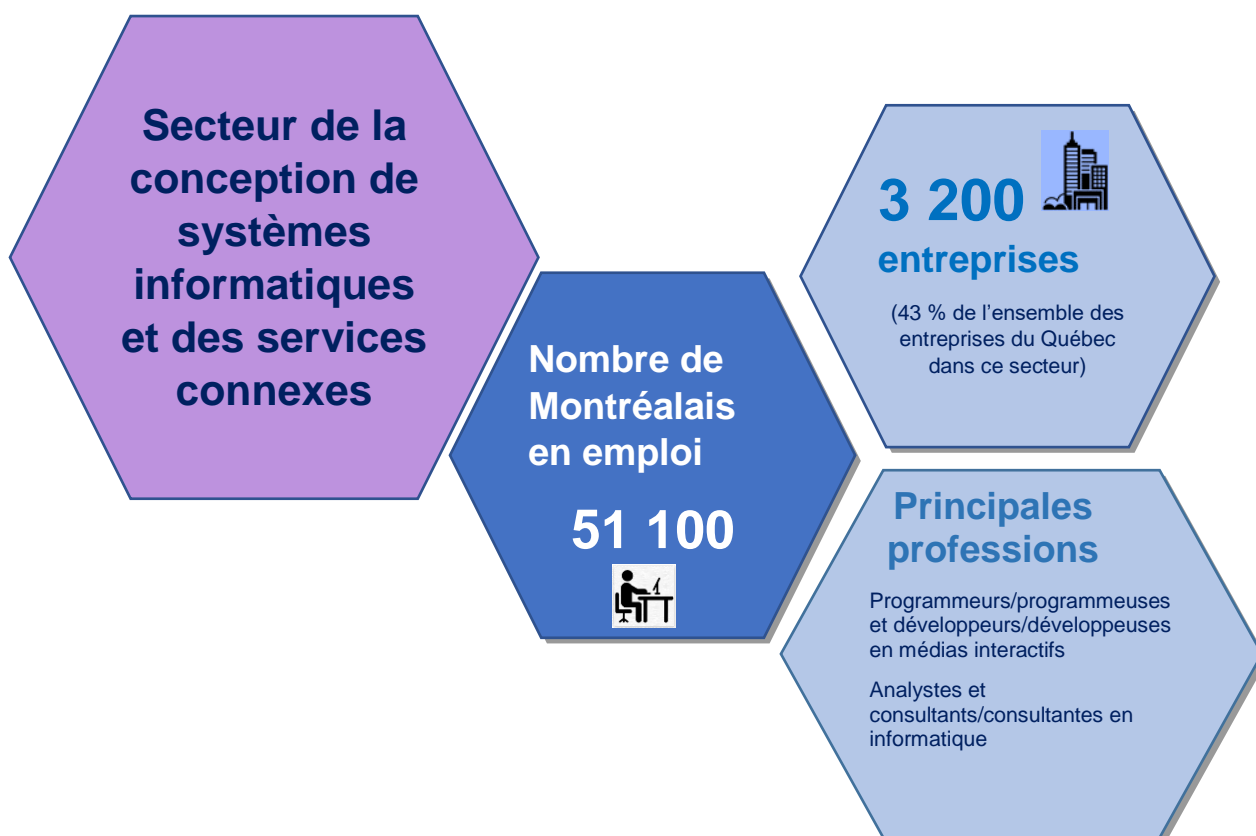 Secteur de la
conception de
systèmes
informatiques
et des services
connexes
Nombre de
Montréalais
en emploi
51 100
3 200
entreprises
(43 % de l'ensemble des
entreprises du Québec
dans ce secteur)
Principales
professions
Programmeurs/programmeuses
et développeurs/développeuses
en médias interactifs
Analystes et
consultants/consultantes en
informatique